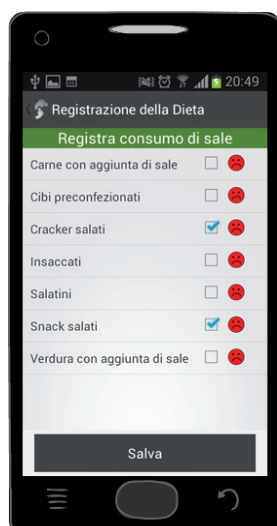 20:49
Registrazione della Dieta
Registra consumo di sale
Carne con aggiunta di sale
Cibi preconfezionati
Cracker salati
Insaccati
Salatini
Snack salati
Verdura con aggiunta di sale
Salva